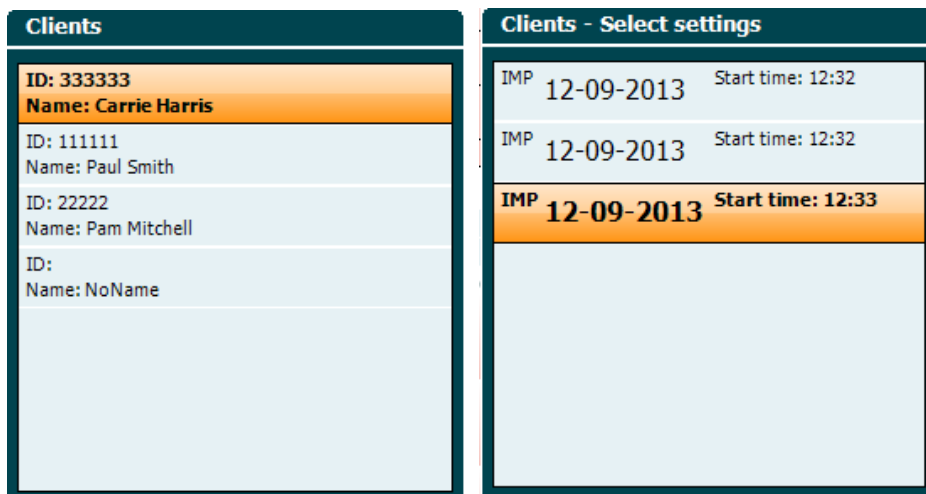 Clients
ID: 333333
Name: Carrie Harris
ID: 111111
Name: Paul Smith
ID: 22222
Name: Pam Mitchell
ID:
Name: NoName
Clients - Select settings
IMP 12-09-2013 Start time: 12:32
IMP 12-09-2013 Start time: 12:32
IMP 12-09-2013 Start time: 12:33